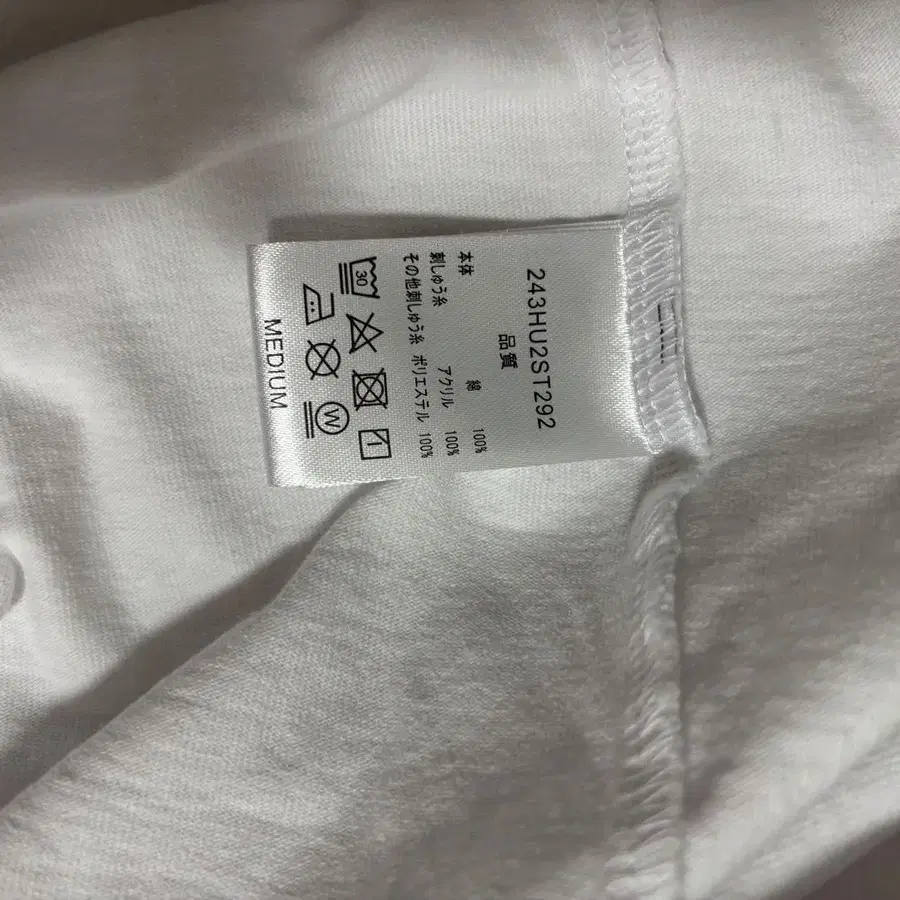 243HU2ST292
品質
本体 綿 100%
刺しゅう糸 アクリル 100%
その他刺しゅう糸 ポリエステル 100%
30
W
MEDIUM